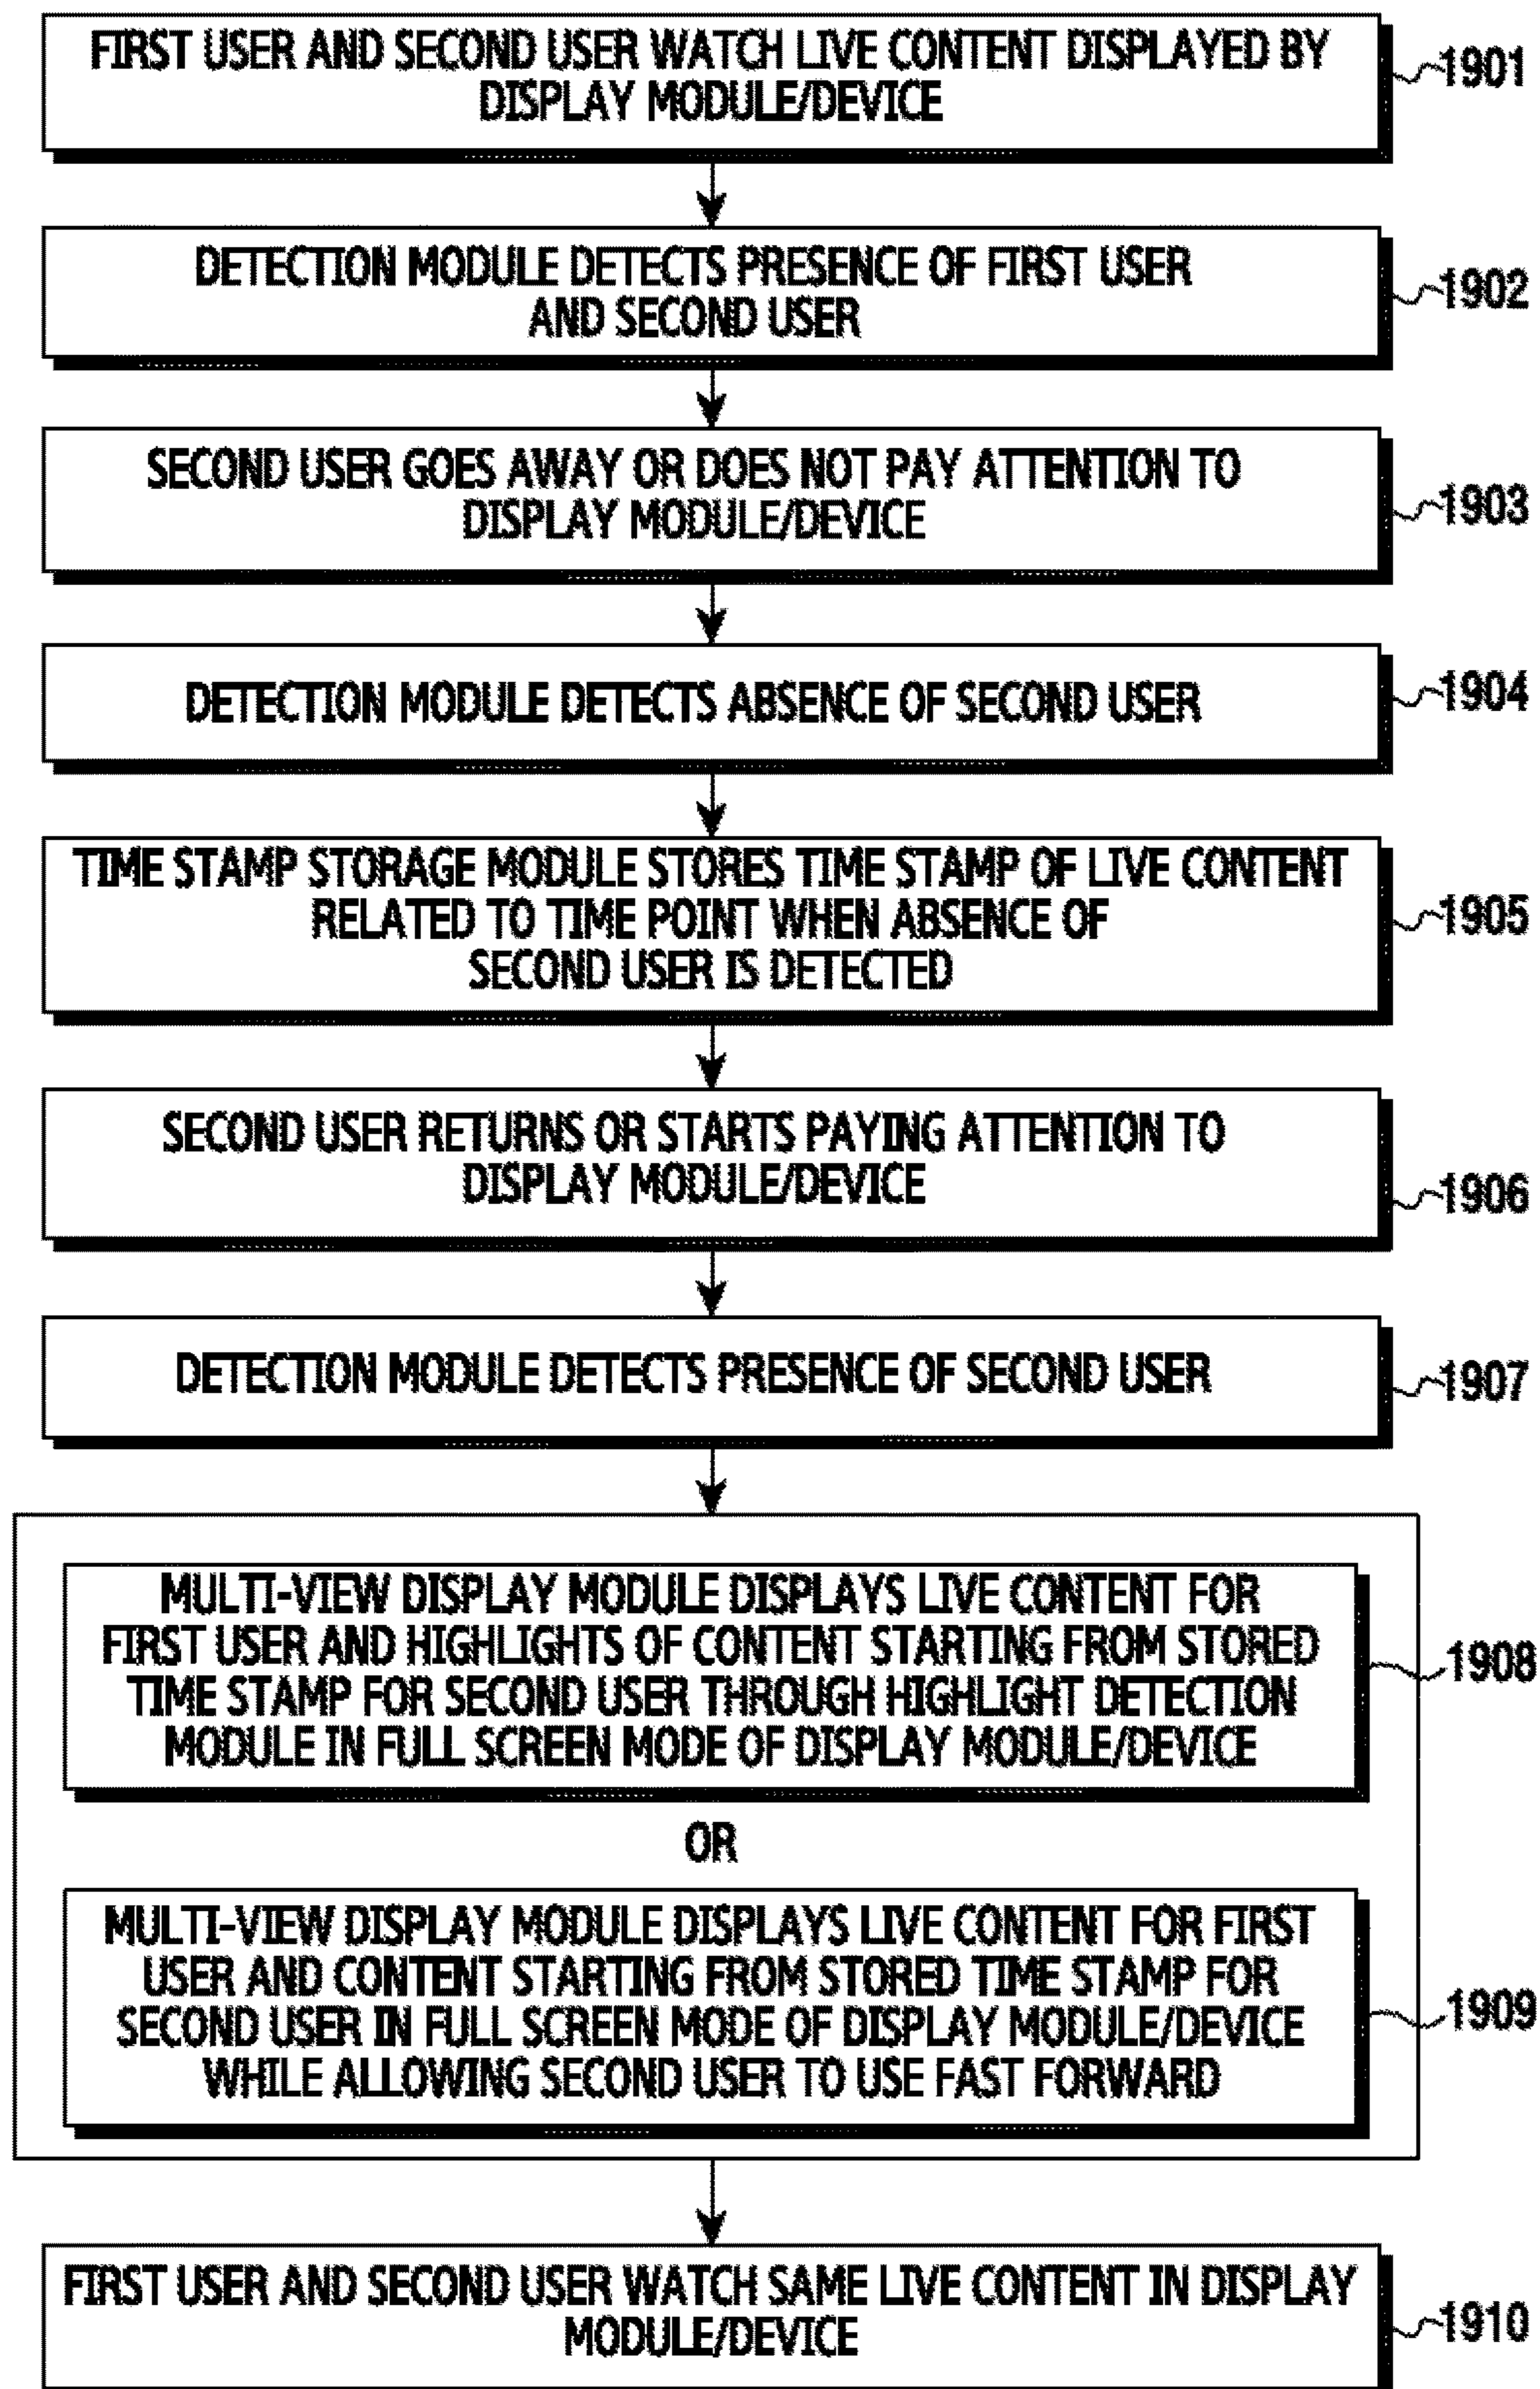 FIRST USER AND SECOND USER WATCH LIVE CONTENT DISPLAYED BY
DISPLAY MODULE/DEVICE
1901
DETECTION MODULE DETECTS PRESENCE OF FIRST USER
AND SECOND USER
1902
SECOND USER GOES AWAY OR DOES NOT PAY ATTENTION TO
DISPLAY MODULE/DEVICE
1903
DETECTION MODULE DETECTS ABSENCE OF SECOND USER
1904
TIME STAMP STORAGE MODULE STORES TIME STAMP OF LIVE CONTENT
RELATED TO TIME POINT WHEN ABSENCE OF
SECOND USER IS DETECTED
1905
SECOND USER RETURNS OR STARTS PAYING ATTENTION TO
DISPLAY MODULE/DEVICE
1906
DETECTION MODULE DETECTS PRESENCE OF SECOND USER
1907
MULTI-VIEW DISPLAY MODULE DISPLAYS LIVE CONTENT FOR
FIRST USER AND HIGHLIGHTS OF CONTENT STARTING FROM STORED
TIME STAMP FOR SECOND USER THROUGH HIGHLIGHT DETECTION
MODULE IN FULL SCREEN MODE OF DISPLAY MODULE/DEVICE
1908
OR
MULTI-VIEW DISPLAY MODULE DISPLAYS LIVE CONTENT FOR FIRST
USER AND CONTENT STARTING FROM STORED TIME STAMP FOR
SECOND USER IN FULL SCREEN MODE OF DISPLAY MODULE/DEVICE
WHILE ALLOWING SECOND USER TO USE FAST FORWARD
1909
FIRST USER AND SECOND USER WATCH SAME LIVE CONTENT IN DISPLAY
MODULE/DEVICE
1910